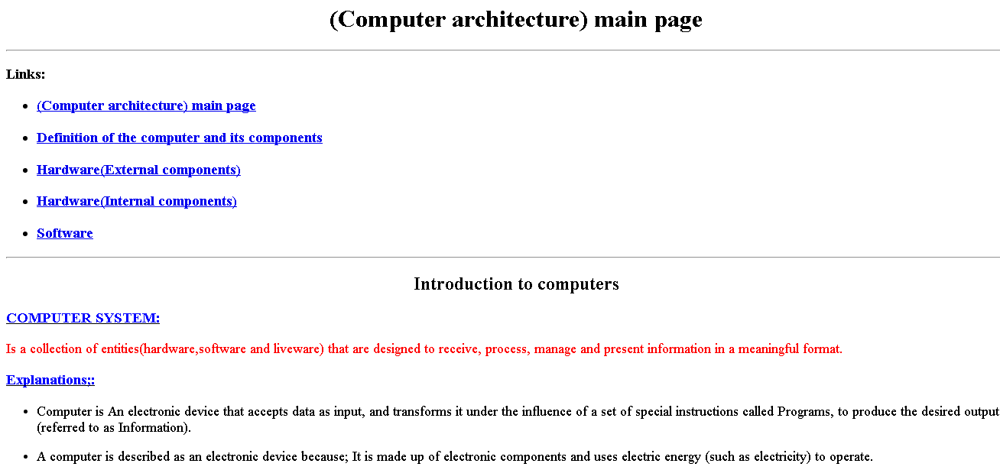 (Computer architecture) main page
Links:
(Computer architecture) main page
Definition of the computer and its components
Hardware(External components)
Hardware(Internal components)
Software
Introduction to computers
COMPUTER SYSTEM:
Is a collection of entities(hardware,software and liveware) that are designed to receive, process, manage and present information in a meaningful format.
Explanations;:
Computer is An electronic device that accepts data as input, and transforms it under the influence of a set of special instructions called Programs, to produce the desired output
(referred to as Information).
A computer is described as an electronic device because; It is made up of electronic components and uses electric energy (such as electricity) to operate.